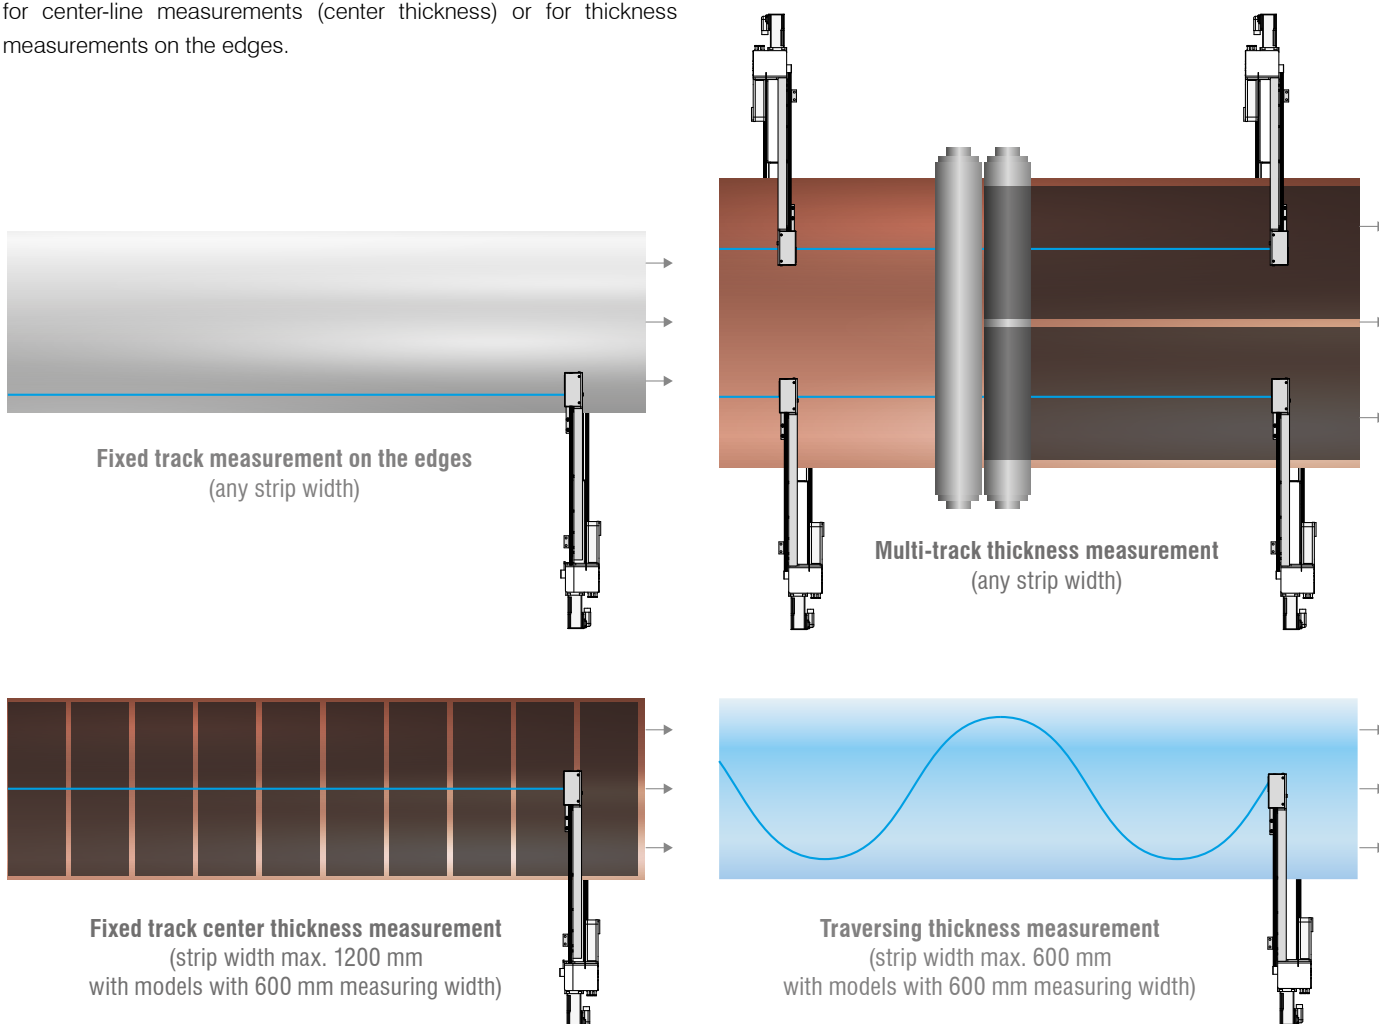 for center-line measurements (center thickness) or for thickness
measurements on the edges.
Fixed track measurement on the edges
(any strip width)
Multi-track thickness measurement
(any strip width)
Fixed track center thickness measurement
(strip width max. 1200 mm
with models with 600 mm measuring width)
Traversing thickness measurement
(strip width max. 600 mm
with models with 600 mm measuring width)